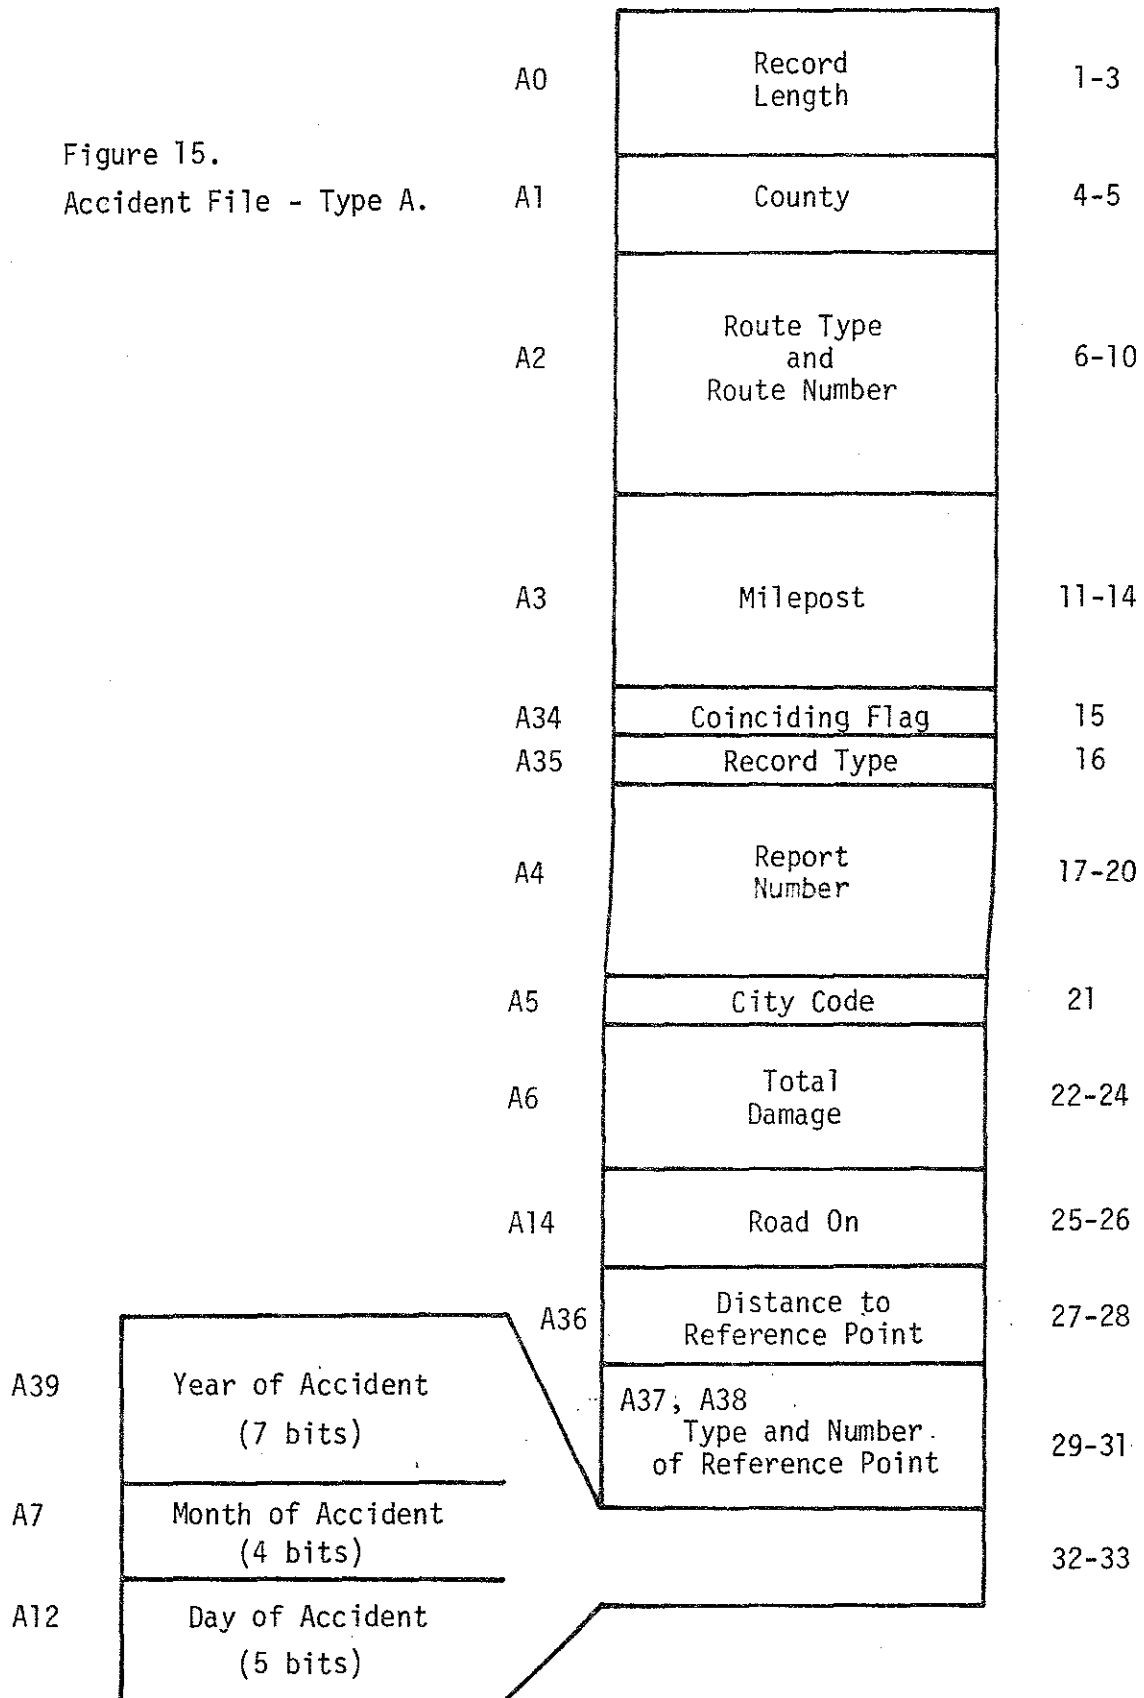 A0
Record
Length
1-3
Figure 15.
Accident File - Type A.
A1
County
4-5
A2
Route Type
and
Route Number
6-10
A3
Milepost
11-14
A34
Coinciding Flag
15
A35
Record Type
16
A4
Report
Number
17-20
A5
City Code
21
A6
Total
Damage
22-24
A14
Road On
25-26
A36
Distance to
Reference Point
27-28
A37, A38
Type and Number
of Reference Point
29-31
A39
Year of Accident
(7 bits)
A7
Month of Accident
(4 bits)
32-33
A12
Day of Accident
(5 bits)